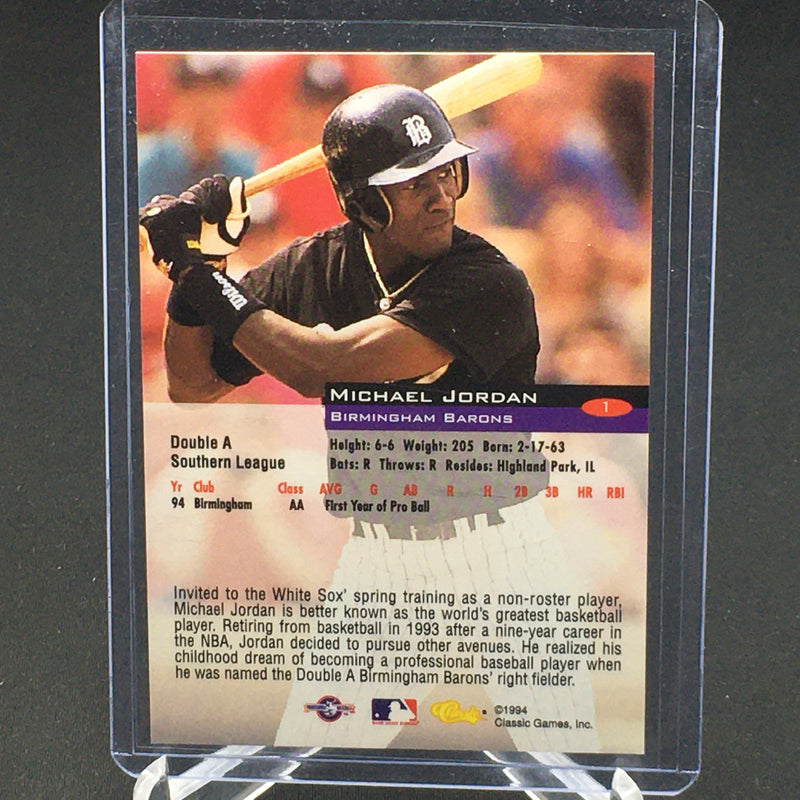 B
Wilson
MICHAEL JORDAN
1
BIRMINGHAM BARONS
Double A
Southern League
Height: 6-6 Weight: 205 Born: 2-17-63
Bats: R Throws: R Resides: Highland Park, IL
Yr Club Class AVG G AB R H 2B 3B HR RBI
94 Birmingham AA First Year of Pro Ball
Invited to the White Sox' spring training as a non-roster player,
Michael Jordan is better known as the world's greatest basketball
player. Retiring from basketball in 1993 after a nine-year career in
the NBA, Jordan decided to pursue other avenues. He realized his
childhood dream of becoming a professional baseball player when
he was named the Double A Birmingham Barons' right fielder.
Classic
©1994
Classic Games, Inc.